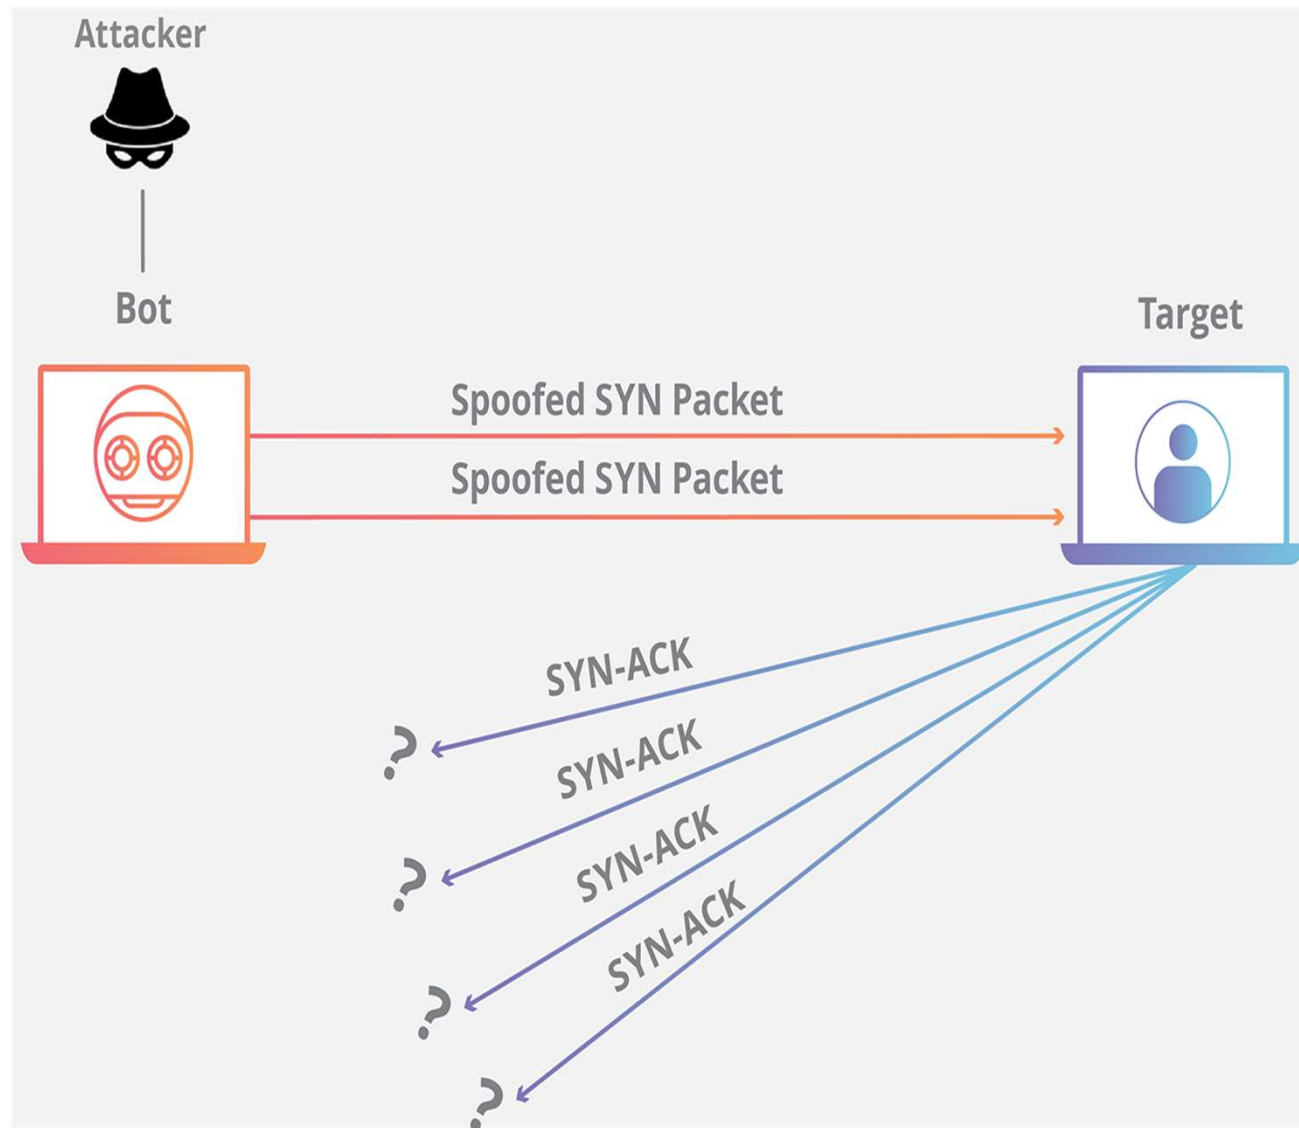 Attacker
Bot
Target
Spoofed SYN Packet
Spoofed SYN Packet
SYN-ACK
?
SYN-ACK
?
SYN-ACK
?
SYN-ACK
?